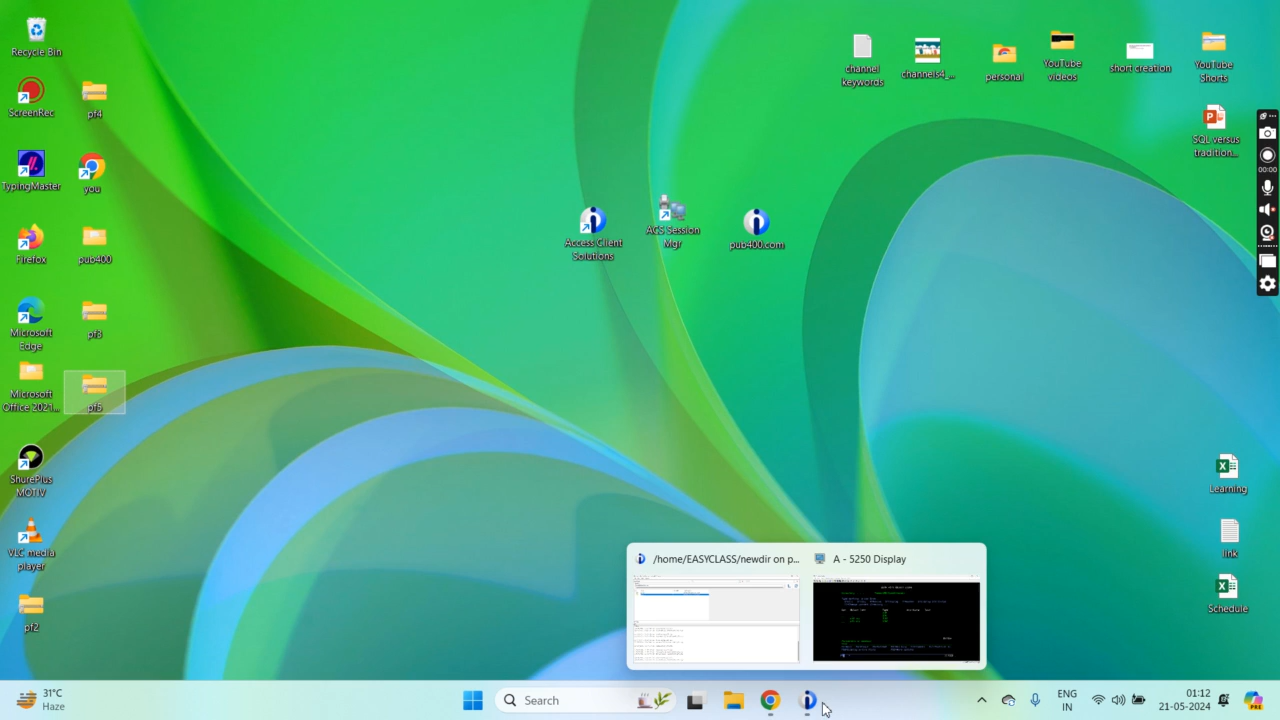 Recycle Bin
ScreenRec
pf4
TypingMaster
you
Firefox
pub400
Microsoft
Edge
pf3
Microsoft
Office 2021...
pf5
ShurePlus
MOTIV
VLC media
player
pf2
Access Client
Solutions
ACS Session
Mgr
pub400.com
channel
keywords
channels4_...
personal
YouTube
videos
short creation
YouTube
Shorts
SQL versus
tradition...
00:00
Learning
link
Schedule
/home/EASYCLASS/newdir on p...
A - 5250 Display
31°C
Haze
Search
ENG
IN
01:12
21-05-2024
PRE